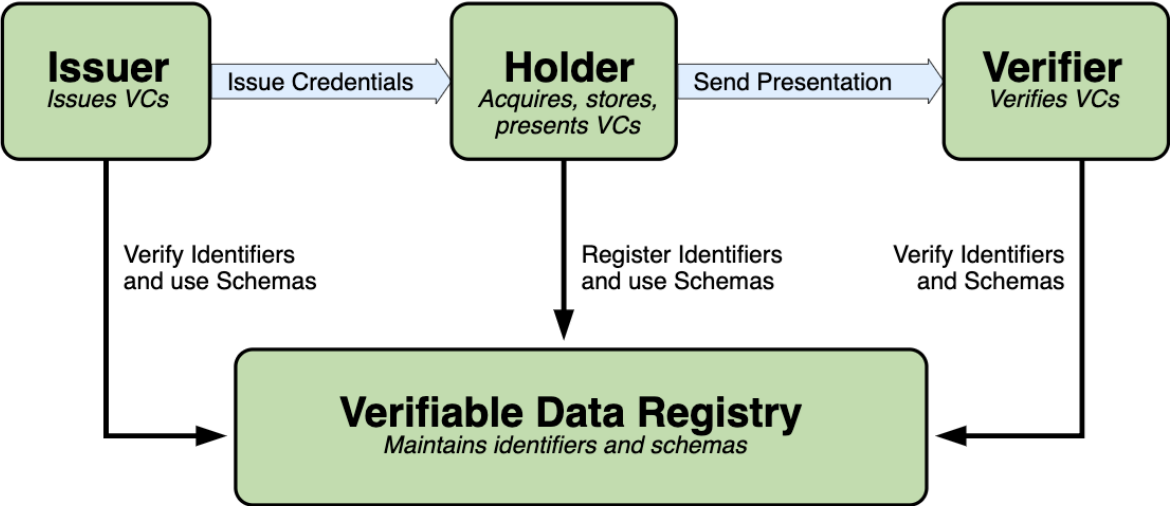 Issuer
Issues VCs
Issue Credentials
Holder
Acquires, stores,
presents VCs
Send Presentation
Verifier
Verifies VCs
Verify Identifiers
and use Schemas
Register Identifiers
and use Schemas
Verify Identifiers
and Schemas
Verifiable Data Registry
Maintains identifiers and schemas